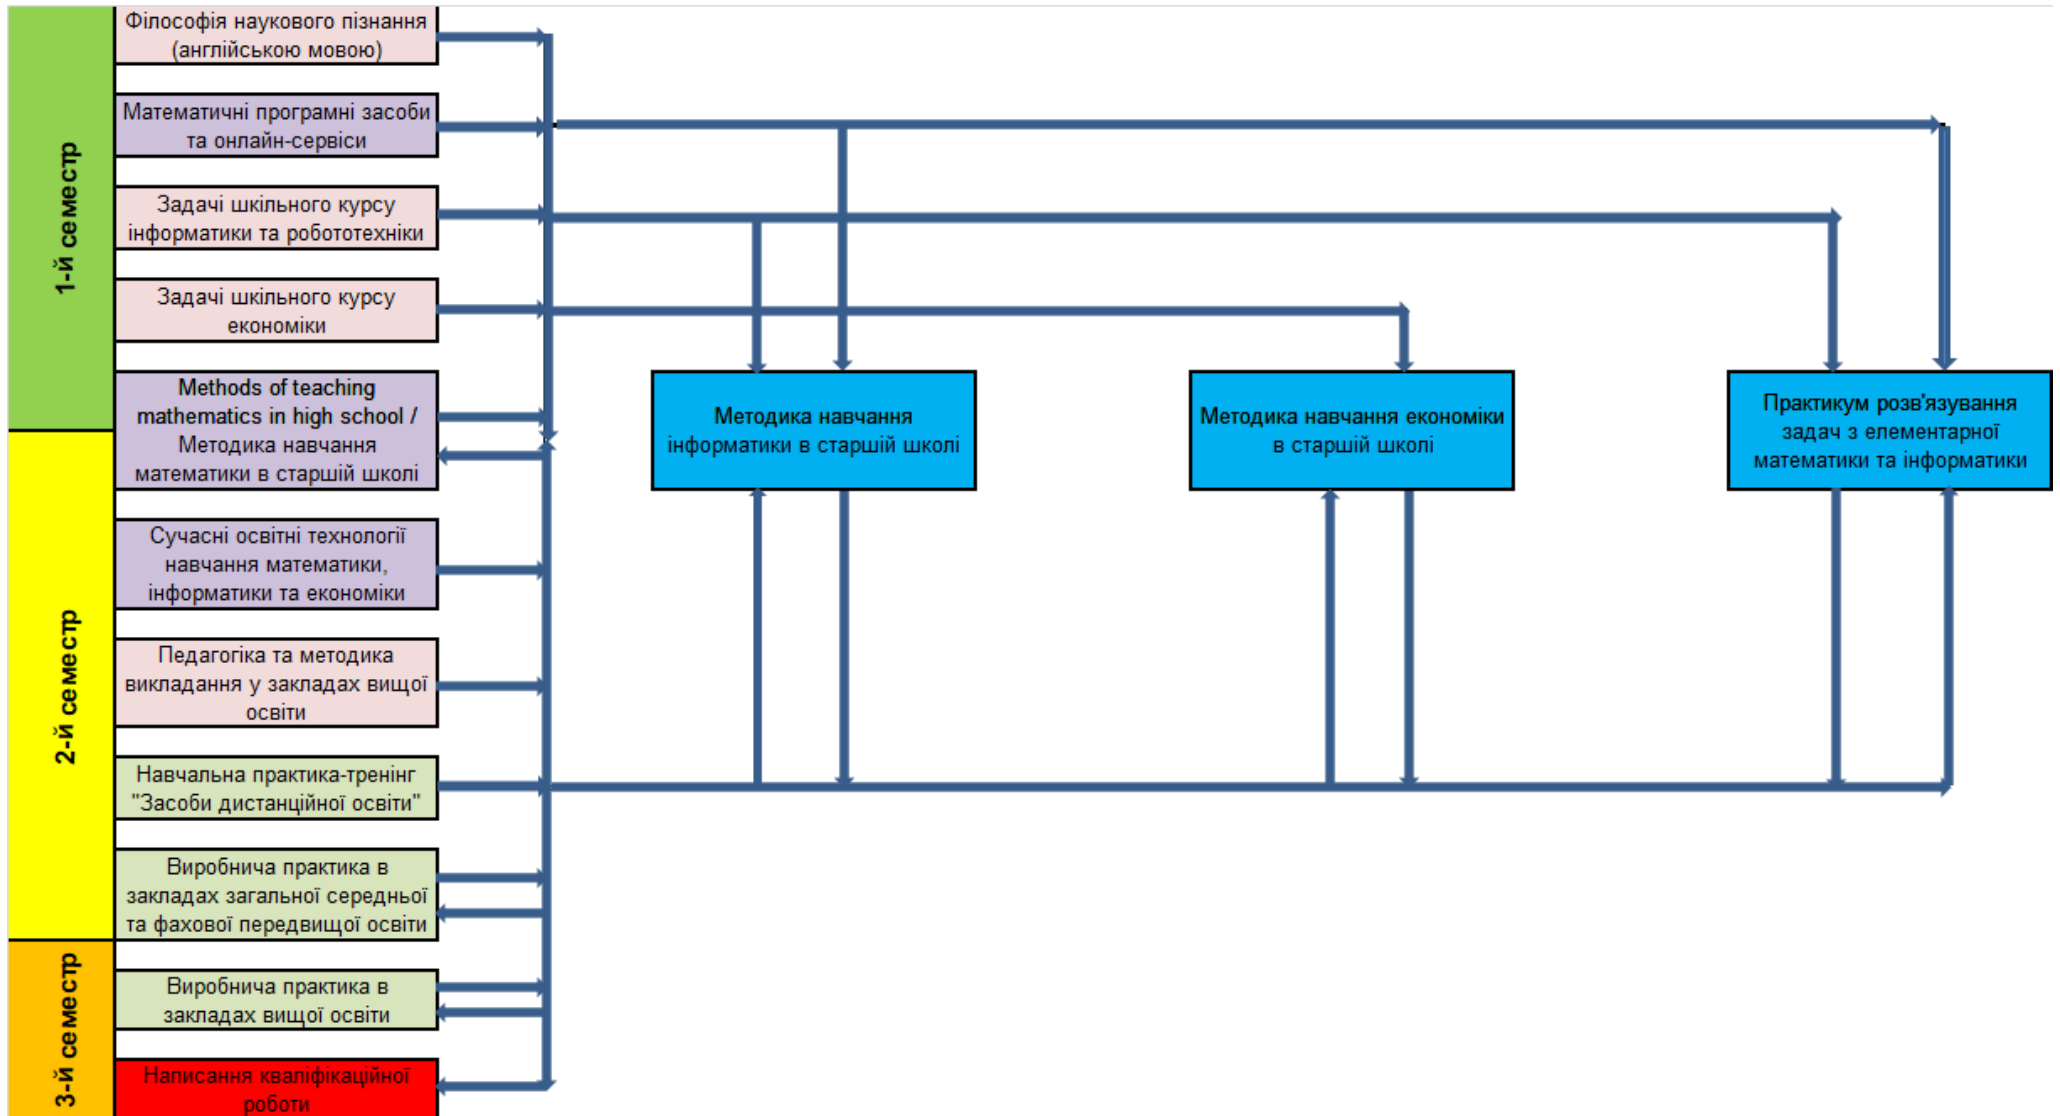 1-й семестр
Філософія наукового пізнання
(англійською мовою)
Математичні програмні засоби
та онлайн-сервіси
Задачі шкільного курсу
інформатики та робототехніки
Задачі шкільного курсу
економіки
Methods of teaching
mathematics in high school /
Методика навчання
математики в старшій школі
Методика навчання
інформатики в старшій школі
Методика навчання економіки
в старшій школі
Практикум розв'язування
задач з елементарної
математики та інформатики
2-й семестр
Сучасні освітні технології
навчання математики,
інформатики та економіки
Педагогіка та методика
викладання у закладах вищої
освіти
Навчальна практика-тренінг
"Засоби дистанційної освіти"
Виробнича практика в
закладах загальної середньої
та фахової передвищої освіти
3-й семестр
Виробнича практика в
закладах вищої освіти
Написання кваліфікаційної
роботи